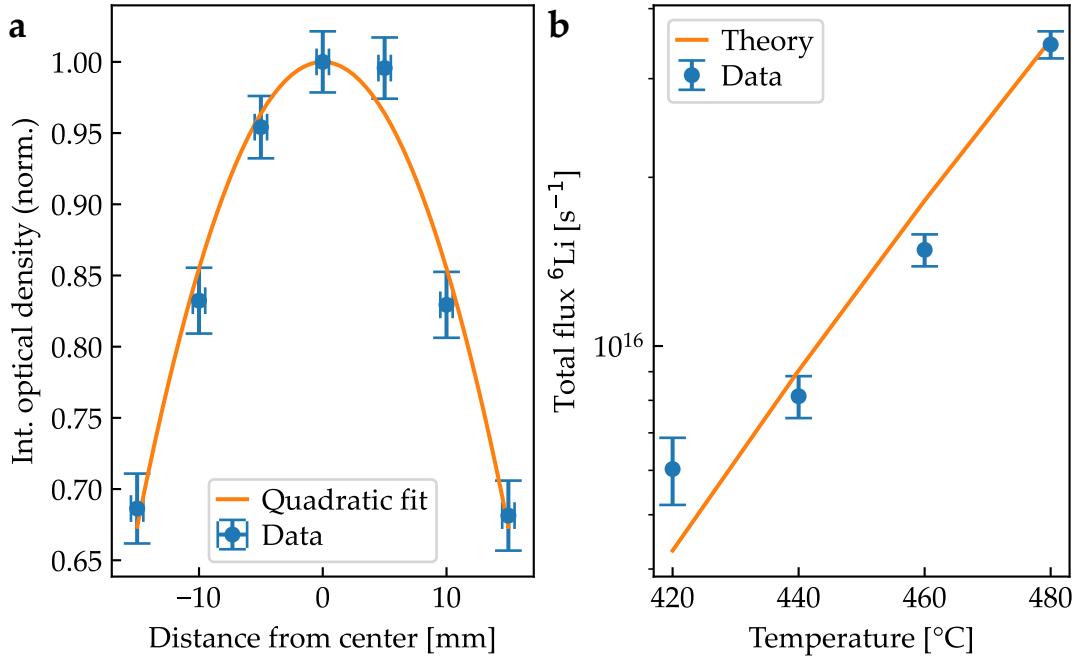 a
Int. optical density (norm.)
1.00
0.95
0.90
0.85
0.80
0.75
0.70
0.65
Quadratic fit
Data
−10
0
10
Distance from center [mm]
b
Total flux ⁶Li [s⁻¹]
10¹⁶
Theory
Data
420
440
460
480
Temperature [°C]